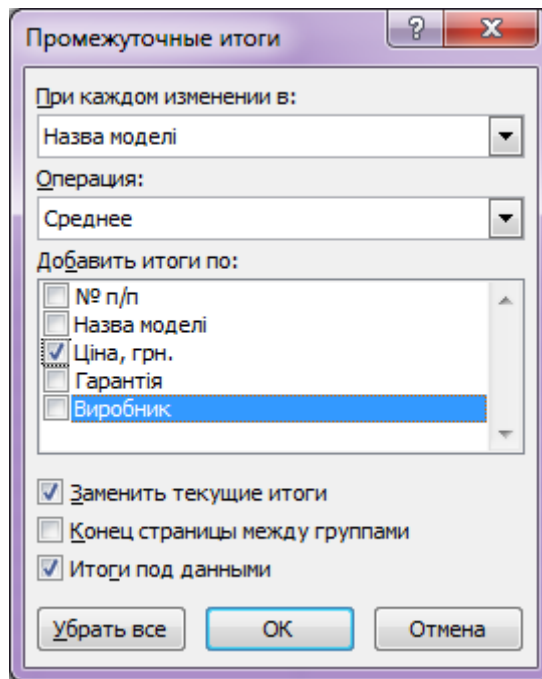 Промежуточные итоги
При каждом изменении в:
Назва моделі
Операция:
Среднее
Добавить итоги по:
№ п/п
Назва моделі
Ціна, грн.
Гарантія
Виробник
Заменить текущие итоги
Конец страницы между группами
Итоги под данными
Убрать все ОК Отмена